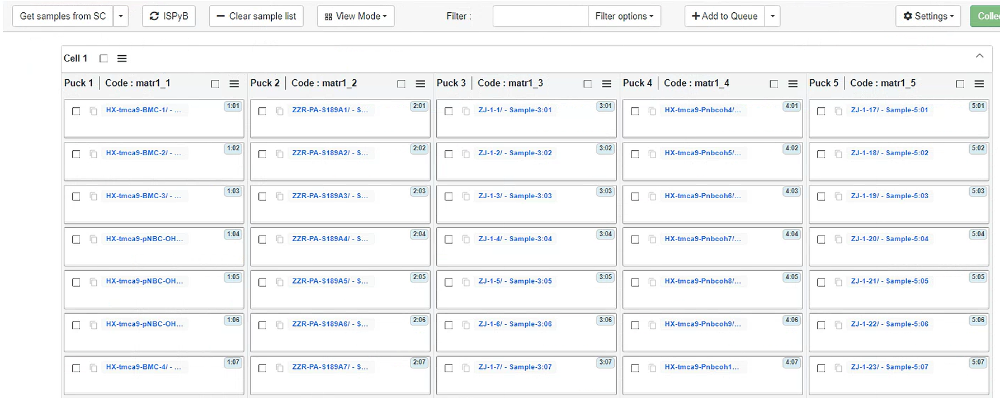 Get samples from SC ISPyB Clear sample list View Mode Filter : Filter options Add to Queue Settings
Cell 1
Puck 1 Code : matr1_1 Puck 2 Code : matr1_2 Puck 3 Code : matr1_3 Puck 4 Code : matr1_4 Puck 5 Code : matr1_5
HX-tmca9-BMC-1/ - ... 1:01 ZZR-PA-S189A1/ - S... 2:01 ZJ-1-1/ - Sample-3:01 3:01 HX-tmca9-Pnbcoh4/... 4:01 ZJ-1-17/ - Sample-5:01 5:01
HX-tmca9-BMC-2/ - ... 1:02 ZZR-PA-S189A2/ - S... 2:02 ZJ-1-2/ - Sample-3:02 3:02 HX-tmca9-Pnbcoh5/... 4:02 ZJ-1-18/ - Sample-5:02 5:02
HX-tmca9-BMC-3/ - ... 1:03 ZZR-PA-S189A3/ - S... 2:03 ZJ-1-3/ - Sample-3:03 3:03 HX-tmca9-Pnbcoh6/... 4:03 ZJ-1-19/ - Sample-5:03 5:03
HX-tmca9-pNBC-OH... 1:04 ZZR-PA-S189A4/ - S... 2:04 ZJ-1-4/ - Sample-3:04 3:04 HX-tmca9-Pnbcoh7/... 4:04 ZJ-1-20/ - Sample-5:04 5:04
HX-tmca9-pNBC-OH... 1:05 ZZR-PA-S189A5/ - S... 2:05 ZJ-1-5/ - Sample-3:05 3:05 HX-tmca9-Pnbcoh8/... 4:05 ZJ-1-21/ - Sample-5:05 5:05
HX-tmca9-pNBC-OH... 1:06 ZZR-PA-S189A6/ - S... 2:06 ZJ-1-6/ - Sample-3:06 3:06 HX-tmca9-Pnbcoh9/... 4:06 ZJ-1-22/ - Sample-5:06 5:06
HX-tmca9-BMC-4/ - ... 1:07 ZZR-PA-S189A7/ - S... 2:07 ZJ-1-7/ - Sample-3:07 3:07 HX-tmca9-Pnbcoh1... 4:07 ZJ-1-23/ - Sample-5:07 5:07